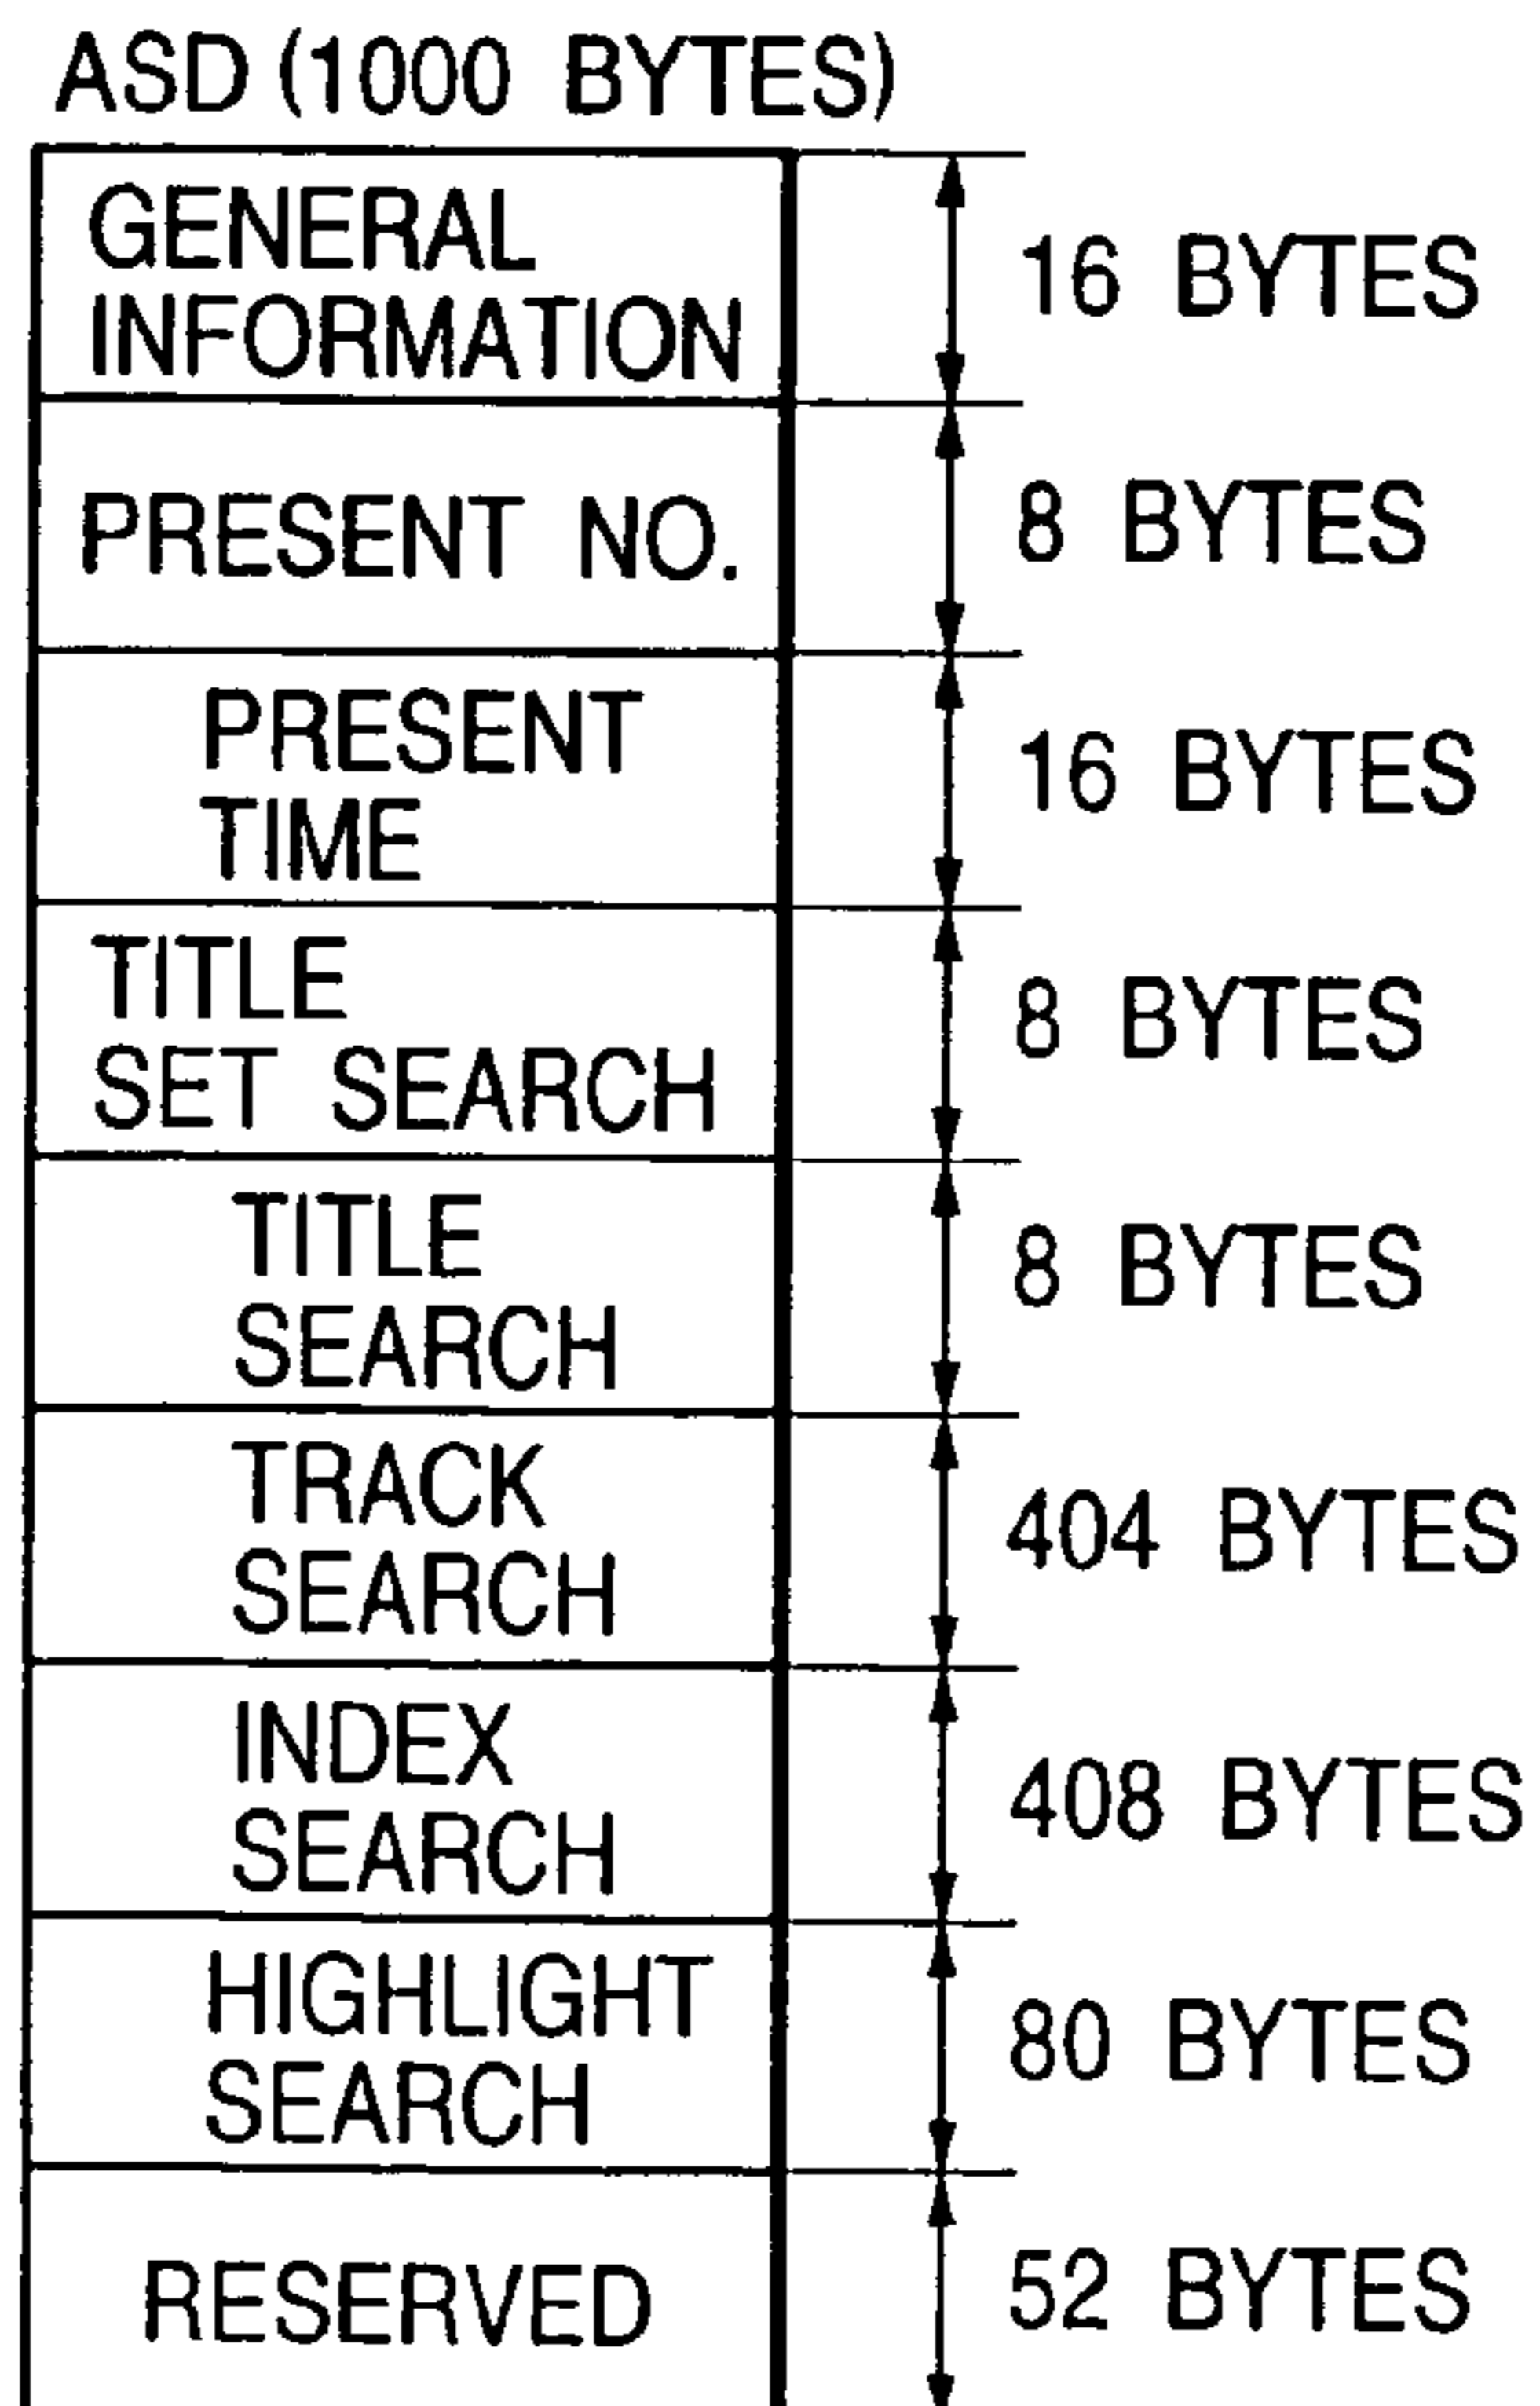 ASD (1000 BYTES)
GENERAL
INFORMATION
16 BYTES
PRESENT NO.
8 BYTES
PRESENT
TIME
16 BYTES
TITLE
SET SEARCH
8 BYTES
TITLE
SEARCH
8 BYTES
TRACK
SEARCH
404 BYTES
INDEX
SEARCH
408 BYTES
HIGHLIGHT
SEARCH
80 BYTES
RESERVED
52 BYTES